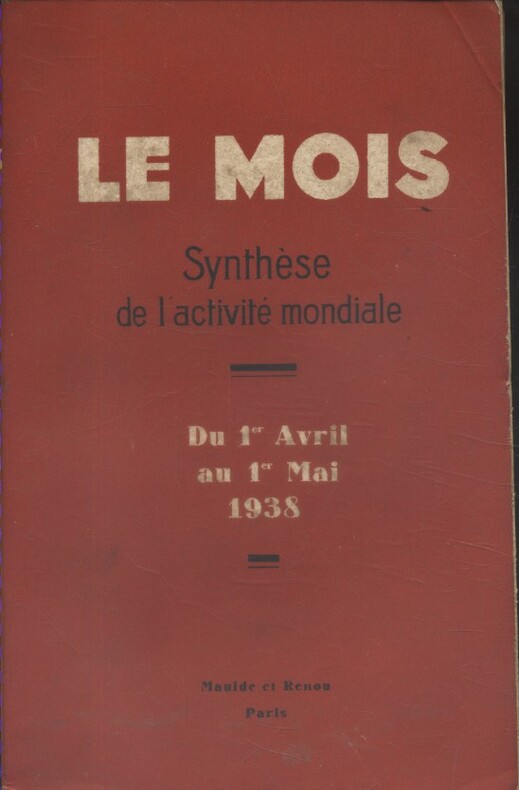 LE MOIS
Synthèse
de l'activité mondiale
Du 1er Avril
au 1er Mai
1938
Maulde et Renou
Paris